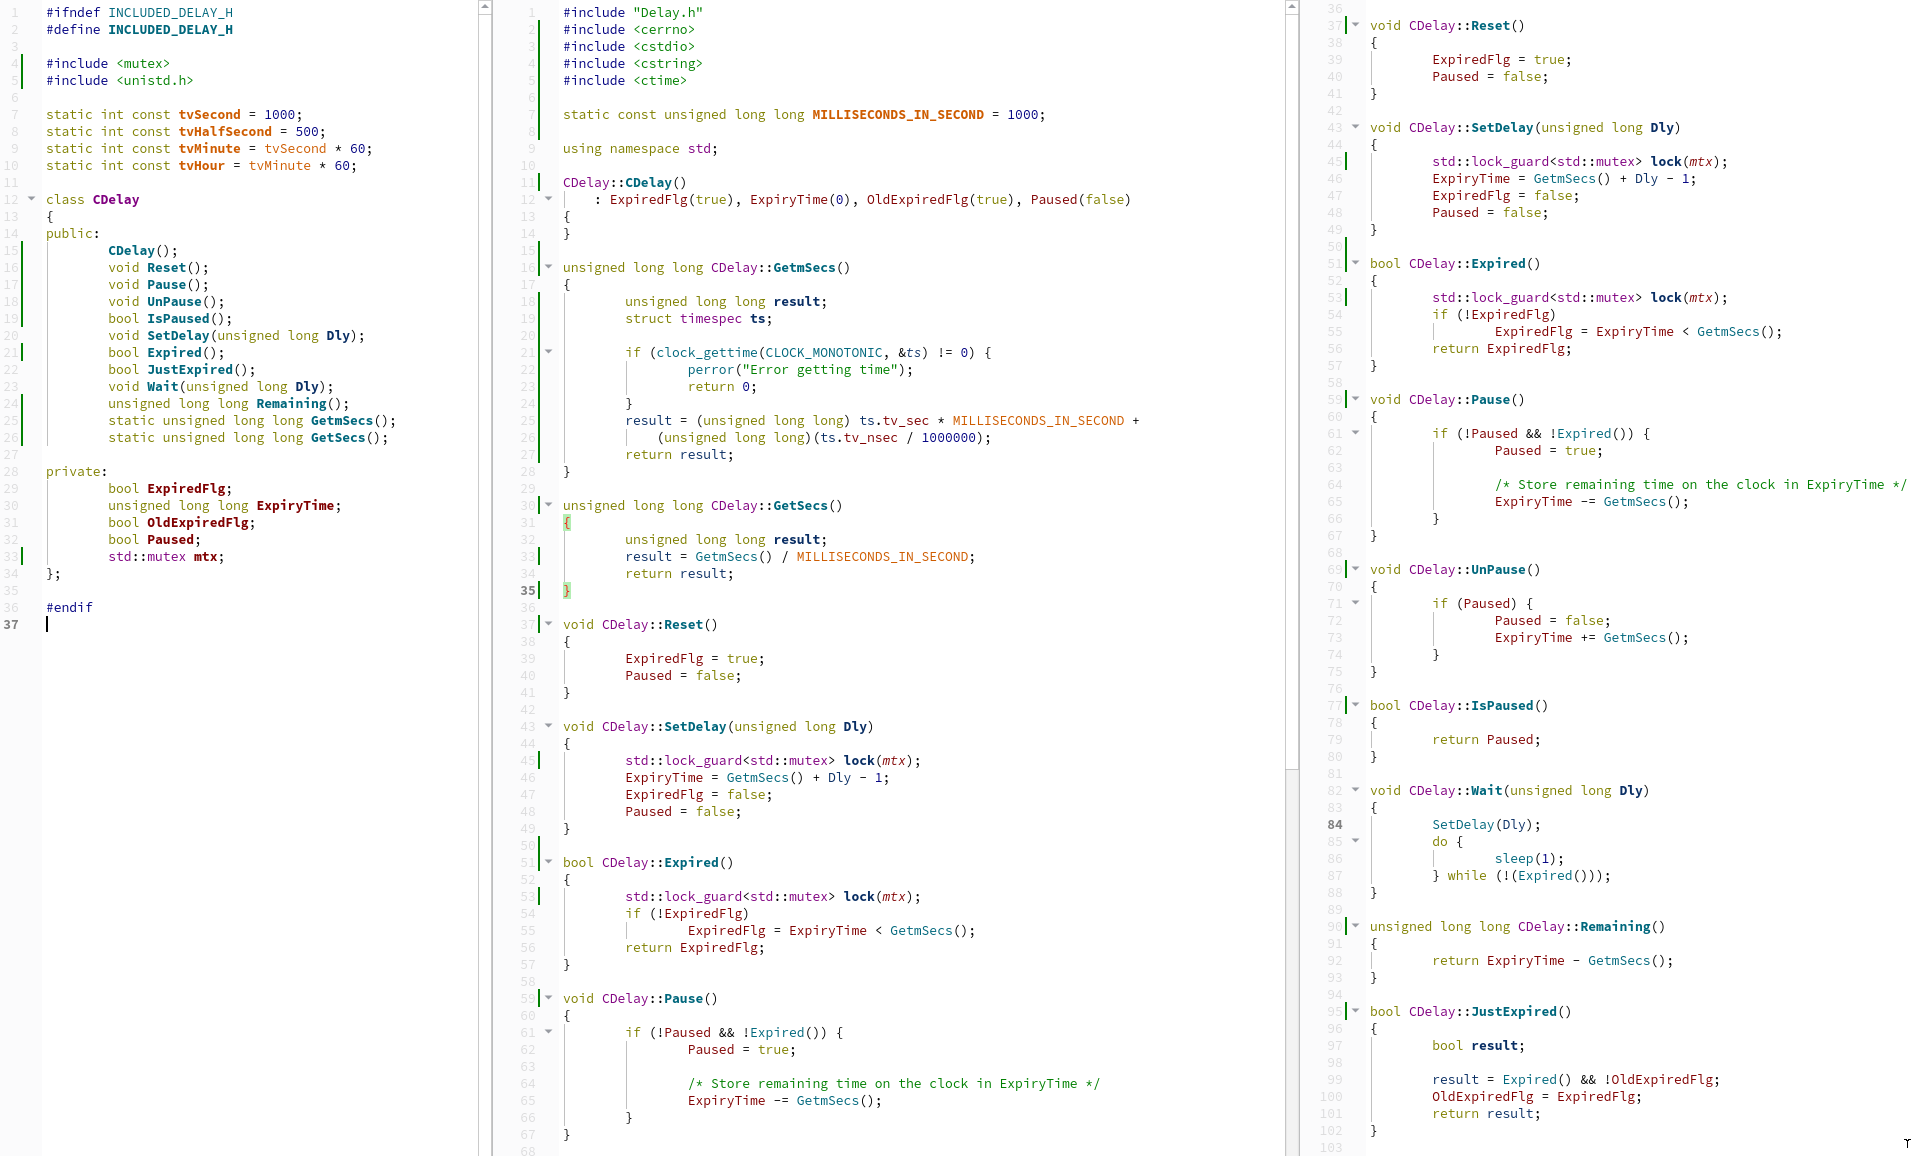 1 #ifndef INCLUDED_DELAY_H
2 #define INCLUDED_DELAY_H
3
4 #include <mutex>
5 #include <unistd.h>
6
7 static int const tvSecond = 1000;
8 static int const tvHalfSecond = 500;
9 static int const tvMinute = tvSecond * 60;
10 static int const tvHour = tvMinute * 60;
11
12 class CDelay
13 {
14 public:
15 CDelay();
16 void Reset();
17 void Pause();
18 void UnPause();
19 bool IsPaused();
20 void SetDelay(unsigned long Dly);
21 bool Expired();
22 bool JustExpired();
23 void Wait(unsigned long Dly);
24 unsigned long long Remaining();
25 static unsigned long long GetmSecs();
26 static unsigned long long GetSecs();
27
28 private:
29 bool ExpiredFlg;
30 unsigned long long ExpiryTime;
31 bool OldExpiredFlg;
32 bool Paused;
33 std::mutex mtx;
34 };
35
36 #endif
37
1 #include "Delay.h"
2 #include <cerrno>
3 #include <cstdio>
4 #include <cstring>
5 #include <ctime>
6
7 static const unsigned long long MILLISECONDS_IN_SECOND = 1000;
8
9 using namespace std;
10
11 CDelay::CDelay()
12 : ExpiredFlg(true), ExpiryTime(0), OldExpiredFlg(true), Paused(false)
13 {
14 }
15
16 unsigned long long CDelay::GetmSecs()
17 {
18 unsigned long long result;
19 struct timespec ts;
20
21 if (clock_gettime(CLOCK_MONOTONIC, &ts) != 0) {
22 perror("Error getting time");
23 return 0;
24 }
25 result = (unsigned long long) ts.tv_sec * MILLISECONDS_IN_SECOND +
26 (unsigned long long)(ts.tv_nsec / 1000000);
27 return result;
28 }
29
30 unsigned long long CDelay::GetSecs()
31 {
32 unsigned long long result;
33 result = GetmSecs() / MILLISECONDS_IN_SECOND;
34 return result;
35 }
36
37 void CDelay::Reset()
38 {
39 ExpiredFlg = true;
40 Paused = false;
41 }
42
43 void CDelay::SetDelay(unsigned long Dly)
44 {
45 std::lock_guard<std::mutex> lock(mtx);
46 ExpiryTime = GetmSecs() + Dly - 1;
47 ExpiredFlg = false;
48 Paused = false;
49 }
50
51 bool CDelay::Expired()
52 {
53 std::lock_guard<std::mutex> lock(mtx);
54 if (!ExpiredFlg)
55 ExpiredFlg = ExpiryTime < GetmSecs();
56 return ExpiredFlg;
57 }
58
59 void CDelay::Pause()
60 {
61 if (!Paused && !Expired()) {
62 Paused = true;
63
64 /* Store remaining time on the clock in ExpiryTime */
65 ExpiryTime -= GetmSecs();
66 }
67 }
68
36
37 void CDelay::Reset()
38 {
39 ExpiredFlg = true;
40 Paused = false;
41 }
42
43 void CDelay::SetDelay(unsigned long Dly)
44 {
45 std::lock_guard<std::mutex> lock(mtx);
46 ExpiryTime = GetmSecs() + Dly - 1;
47 ExpiredFlg = false;
48 Paused = false;
49 }
50
51 bool CDelay::Expired()
52 {
53 std::lock_guard<std::mutex> lock(mtx);
54 if (!ExpiredFlg)
55 ExpiredFlg = ExpiryTime < GetmSecs();
56 return ExpiredFlg;
57 }
58
59 void CDelay::Pause()
60 {
61 if (!Paused && !Expired()) {
62 Paused = true;
63
64 /* Store remaining time on the clock in ExpiryTime */
65 ExpiryTime -= GetmSecs();
66 }
67 }
68
69 void CDelay::UnPause()
70 {
71 if (Paused) {
72 Paused = false;
73 ExpiryTime += GetmSecs();
74 }
75 }
76
77 bool CDelay::IsPaused()
78 {
79 return Paused;
80 }
81
82 void CDelay::Wait(unsigned long Dly)
83 {
84 SetDelay(Dly);
85 do {
86 sleep(1);
87 } while (!(Expired()));
88 }
89
90 unsigned long long CDelay::Remaining()
91 {
92 return ExpiryTime - GetmSecs();
93 }
94
95 bool CDelay::JustExpired()
96 {
97 bool result;
98
99 result = Expired() && !OldExpiredFlg;
100 OldExpiredFlg = ExpiredFlg;
101 return result;
102 }
103